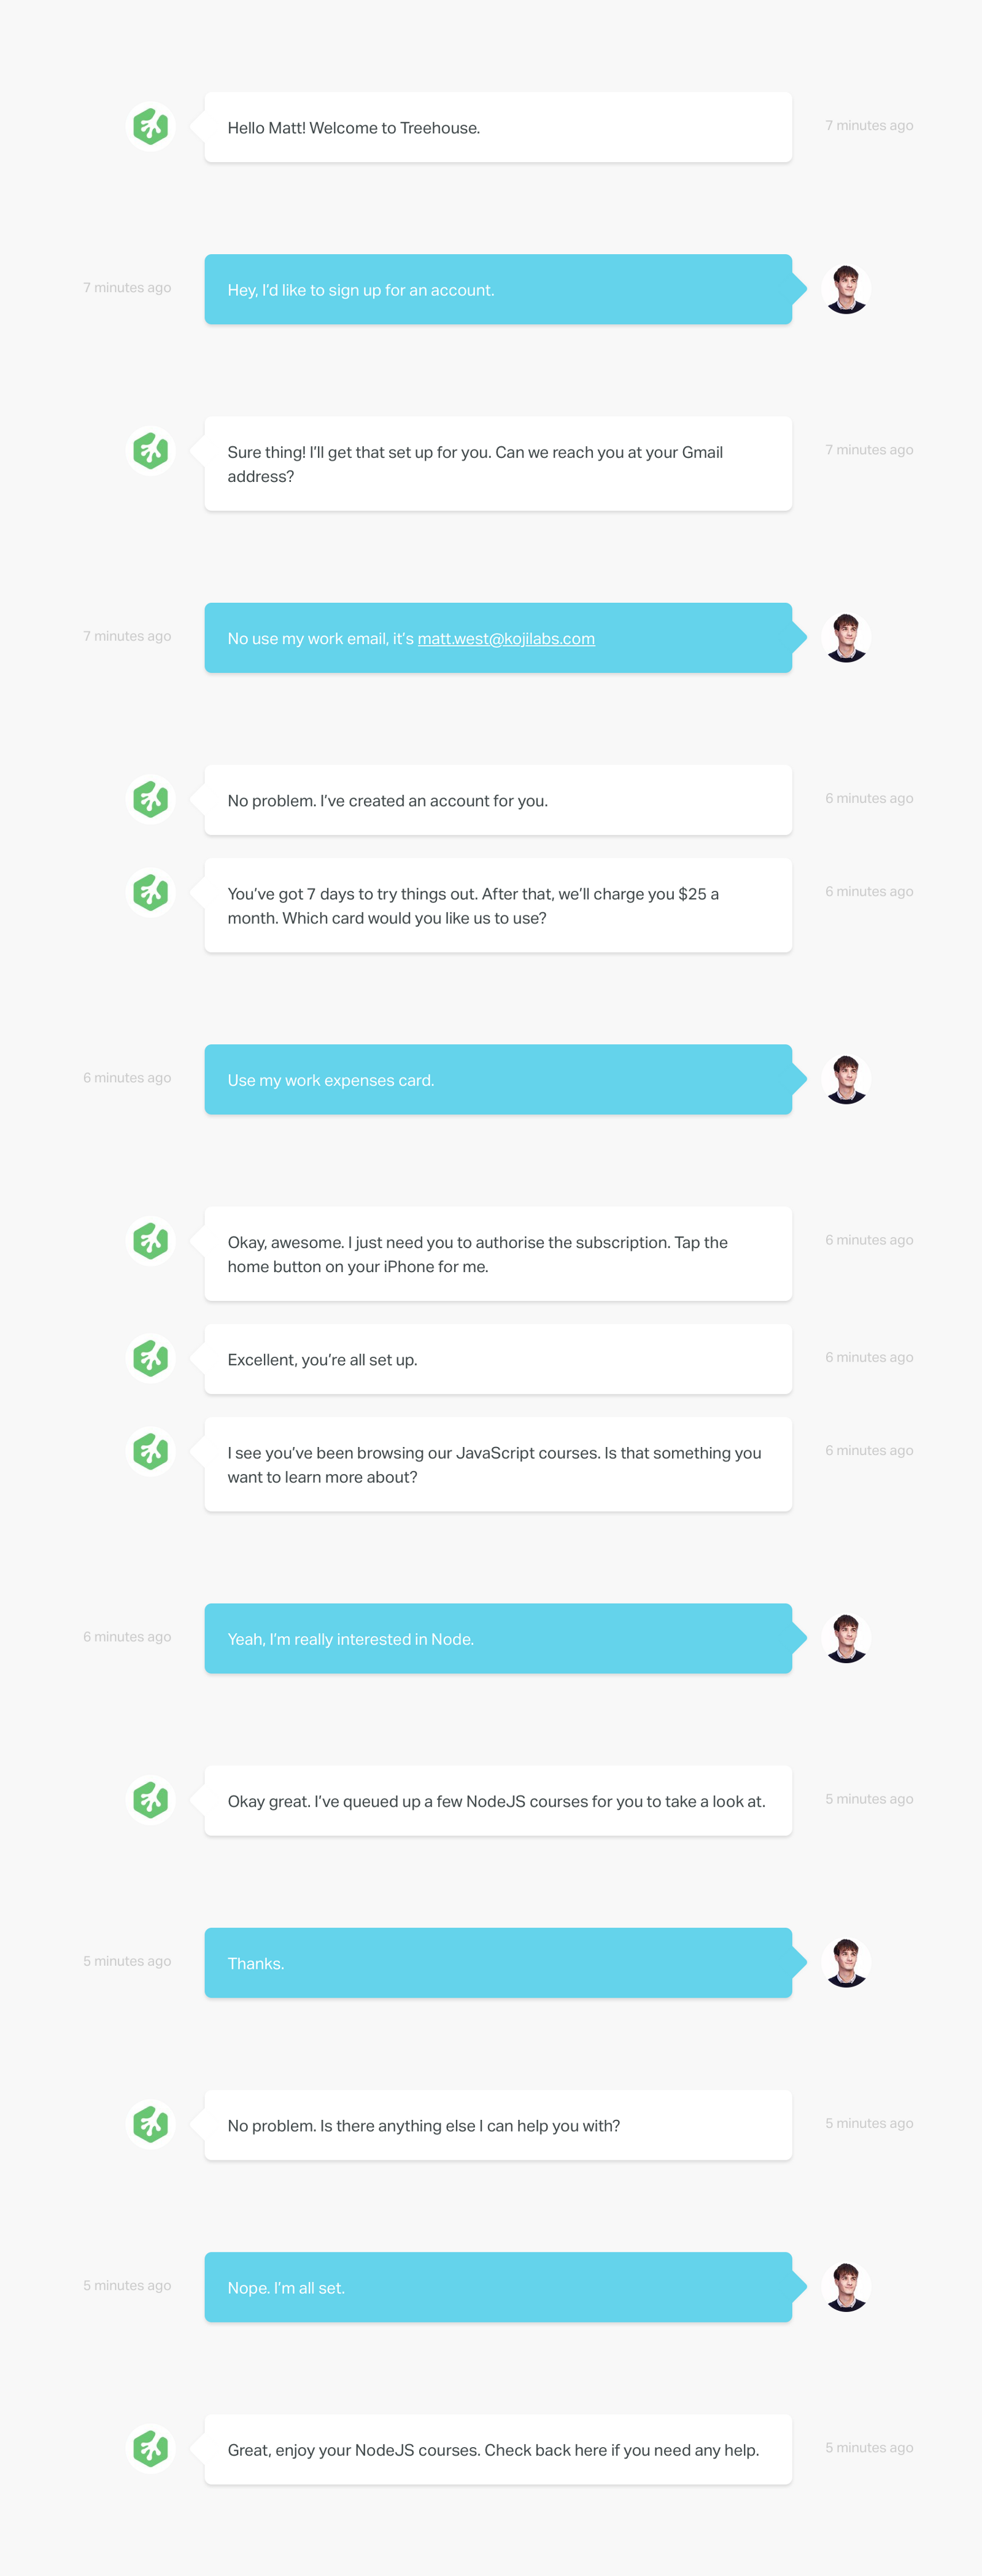 Hello Matt! Welcome to Treehouse.
7 minutes ago
7 minutes ago
Hey, I’d like to sign up for an account.
Sure thing! I’ll get that set up for you. Can we reach you at your Gmail
address?
7 minutes ago
7 minutes ago
No use my work email, it’s matt.west@kojilabs.com
No problem. I’ve created an account for you.
6 minutes ago
You’ve got 7 days to try things out. After that, we’ll charge you $25 a
month. Which card would you like us to use?
6 minutes ago
6 minutes ago
Use my work expenses card.
Okay, awesome. I just need you to authorise the subscription. Tap the
home button on your iPhone for me.
6 minutes ago
Excellent, you’re all set up.
6 minutes ago
I see you’ve been browsing our JavaScript courses. Is that something you
want to learn more about?
6 minutes ago
6 minutes ago
Yeah, I’m really interested in Node.
Okay great. I’ve queued up a few NodeJS courses for you to take a look at.
5 minutes ago
5 minutes ago
Thanks.
No problem. Is there anything else I can help you with?
5 minutes ago
5 minutes ago
Nope. I’m all set.
Great, enjoy your NodeJS courses. Check back here if you need any help.
5 minutes ago